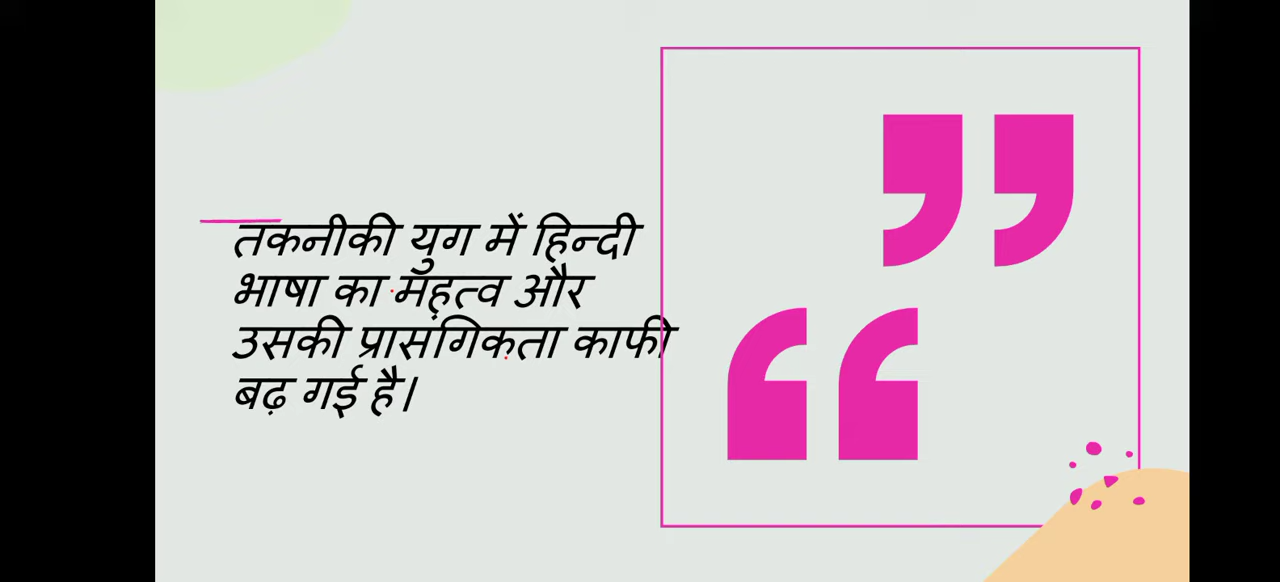 तकनीकी युग में हिन्दी
भाषा का महत्व और
उसकी प्रासंगिकता काफी
बढ़ गई है।